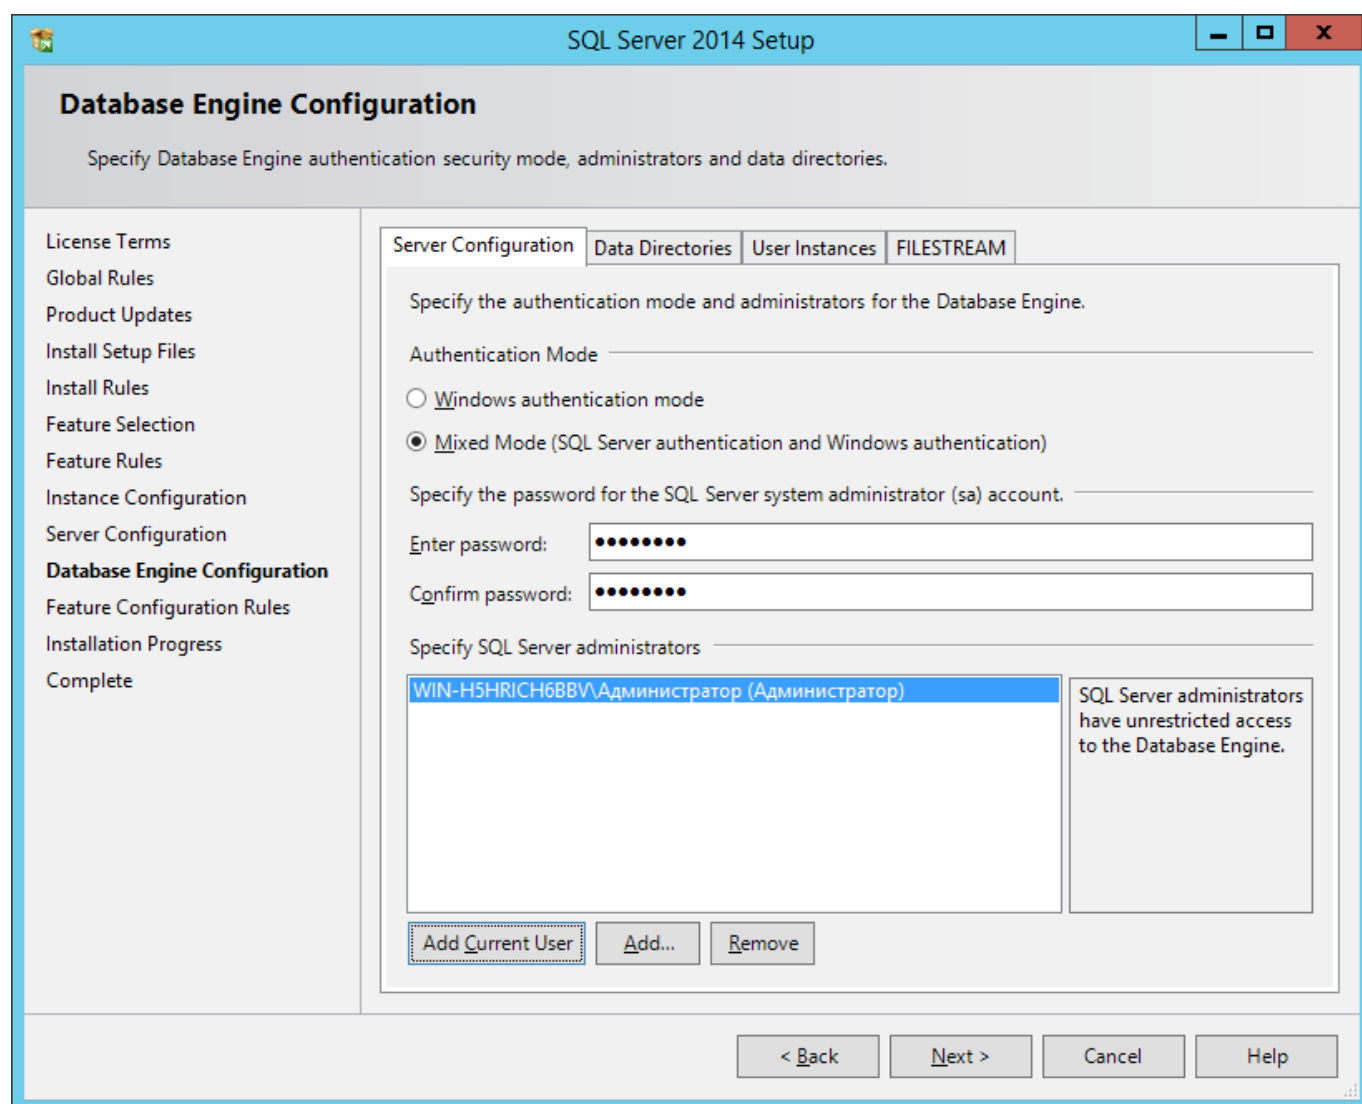 SQL Server 2014 Setup
Database Engine Configuration
Specify Database Engine authentication security mode, administrators and data directories.
License Terms
Global Rules
Product Updates
Install Setup Files
Install Rules
Feature Selection
Feature Rules
Instance Configuration
Server Configuration
Database Engine Configuration
Feature Configuration Rules
Installation Progress
Complete
Server Configuration
Data Directories
User Instances
FILESTREAM
Specify the authentication mode and administrators for the Database Engine.
Authentication Mode
Windows authentication mode
Mixed Mode (SQL Server authentication and Windows authentication)
Specify the password for the SQL Server system administrator (sa) account.
Enter password: ●●●●●●●●
Confirm password: ●●●●●●●●
Specify SQL Server administrators
WIN-H5HRICH6BBV\Администратор (Администратор)
SQL Server administrators
have unrestricted access
to the Database Engine.
Add Current User
Add...
Remove
< Back
Next >
Cancel
Help